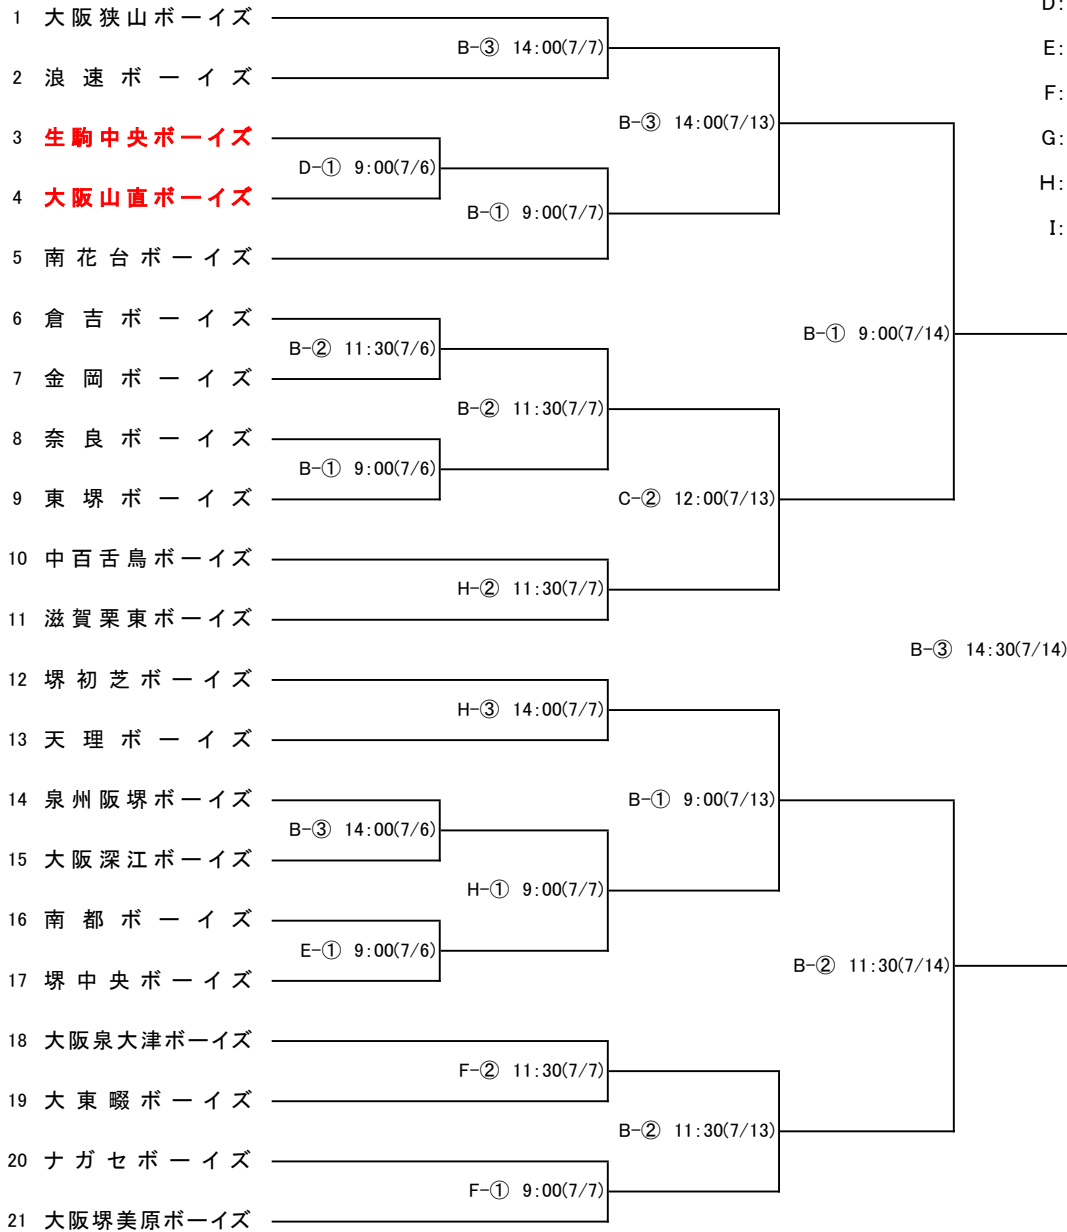 1 大阪狭山ボーイズ
D:
B-③ 14:00(7/7)
E:
2 浪速ボーイズ
F:
B-③ 14:00(7/13)
3 生駒中央ボーイズ
G:
D-① 9:00(7/6)
H:
4 大阪山直ボーイズ
B-① 9:00(7/7)
I:
5 南花台ボーイズ
6 倉吉ボーイズ
B-① 9:00(7/14)
B-② 11:30(7/6)
7 金岡ボーイズ
B-② 11:30(7/7)
8 奈良ボーイズ
B-① 9:00(7/6)
9 東堺ボーイズ
C-② 12:00(7/13)
10 中百舌鳥ボーイズ
H-② 11:30(7/7)
11 滋賀栗東ボーイズ
B-③ 14:30(7/14)
12 堺初芝ボーイズ
H-③ 14:00(7/7)
13 天理ボーイズ
14 泉州阪堺ボーイズ
B-① 9:00(7/13)
B-③ 14:00(7/6)
15 大阪深江ボーイズ
H-① 9:00(7/7)
16 南都ボーイズ
E-① 9:00(7/6)
B-② 11:30(7/14)
17 堺中央ボーイズ
18 大阪泉大津ボーイズ
F-② 11:30(7/7)
19 大東畷ボーイズ
B-② 11:30(7/13)
20 ナガセボーイズ
F-① 9:00(7/7)
21 大阪堺美原ボーイズ